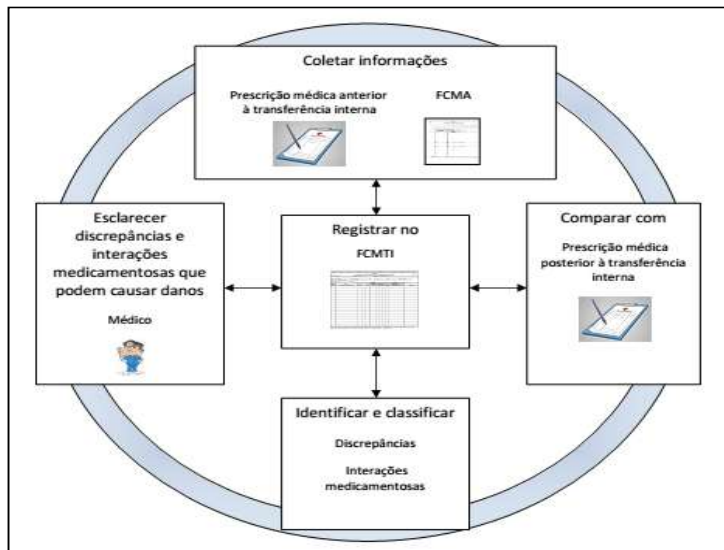 Coletar informações
Prescrição médica anterior
à transferência interna
FCMA
Esclarecer
discrepâncias e
interações
medicamentosas que
podem causar danos
Médico
Registrar no
FCMTI
Comparar com
Prescrição médica
posterior à transferência
interna
Identificar e classificar
Discrepâncias
Interações
medicamentosas